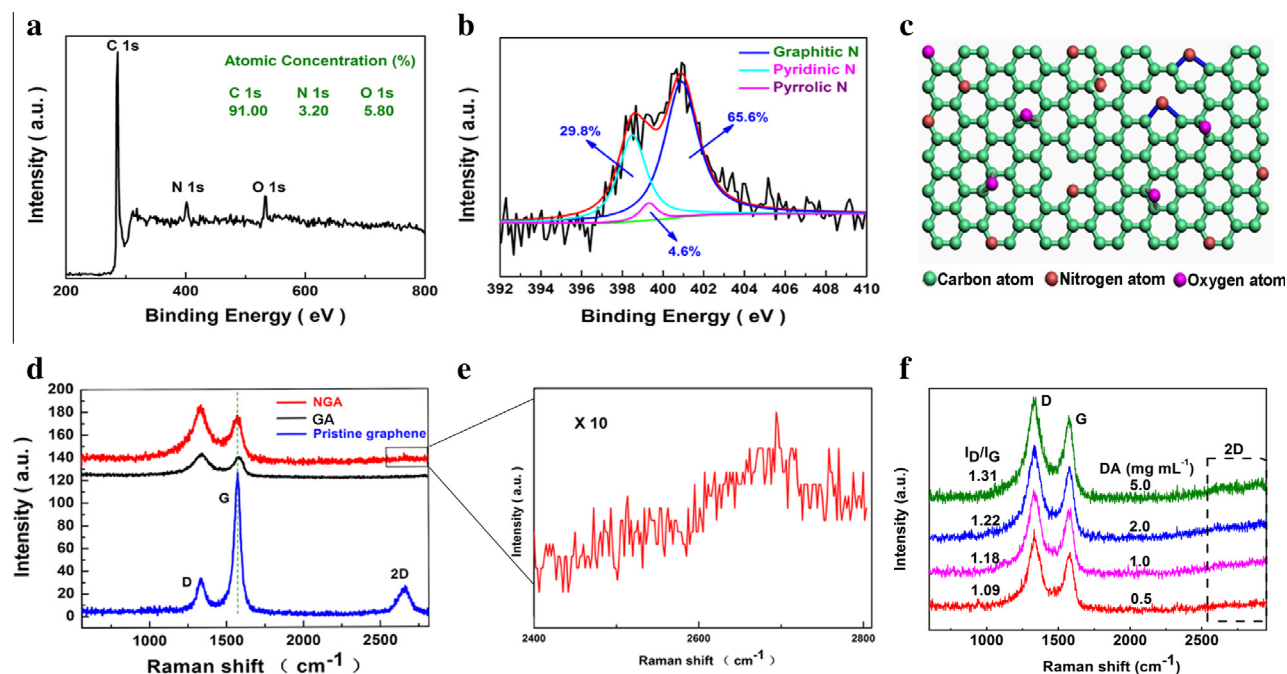 a
C 1s
Atomic Concentration (%)
C 1s N 1s O 1s
91.00 3.20 5.80
N 1s
O 1s
Intensity ( a.u. )
200 400 600 800
Binding Energy ( eV )
b
Graphitic N
Pyridinic N
Pyrrolic N
29.8%
65.6%
4.6%
Intensity ( a.u. )
392 394 396 398 400 402 404 406 408 410
Binding Energy ( eV )
c
Carbon atom Nitrogen atom Oxygen atom
d
200
180
160
140
120
100
80
60
40
20
0
NGA
GA
Pristine graphene
G
D
2D
Intensity ( a.u. )
1000 1500 2000 2500
Raman shift ( cm⁻¹ )
e
X 10
Intensity ( a.u. )
2400 2600 2800
Raman shift ( cm⁻¹ )
f
D
G
I_D/I_G
DA (mg mL⁻¹)
2D
1.31 5.0
1.22 2.0
1.18 1.0
1.09 0.5
Intensity (a.u.)
1000 1500 2000 2500
Raman shift (cm⁻¹)